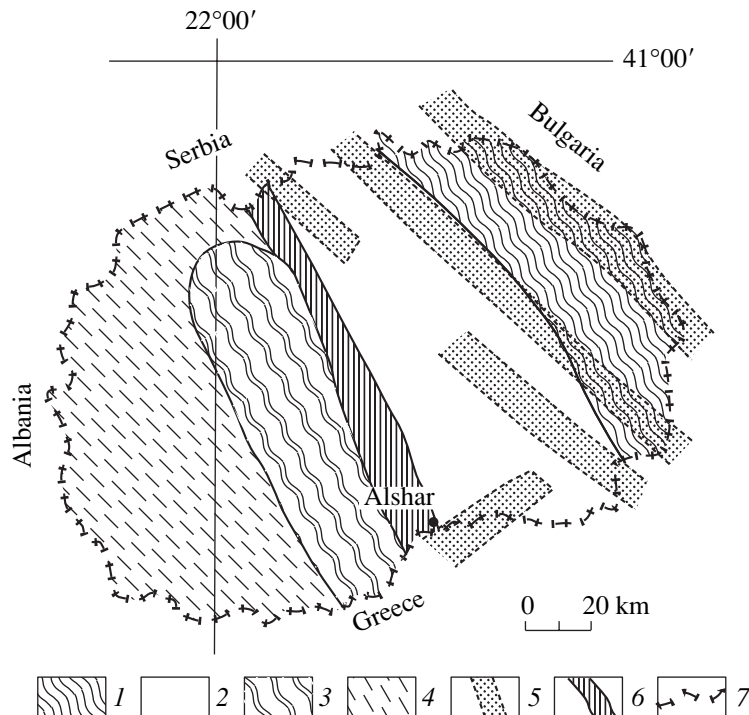 22°00′
41°00′
Bulgaria
Serbia
Albania
Alshar
Greece
0 20 km
1 2 3 4 5 6 7